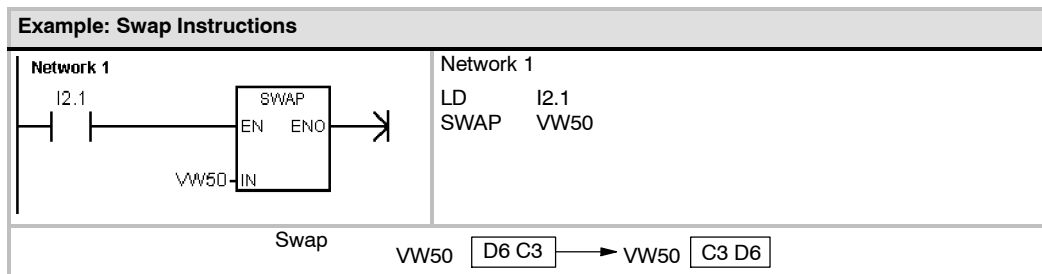 Example: Swap Instructions
Network 1
I2.1
SWAP
EN ENO
VW50 IN
Network 1
LD I2.1
SWAP VW50
Swap VW50 D6 C3 VW50 C3 D6